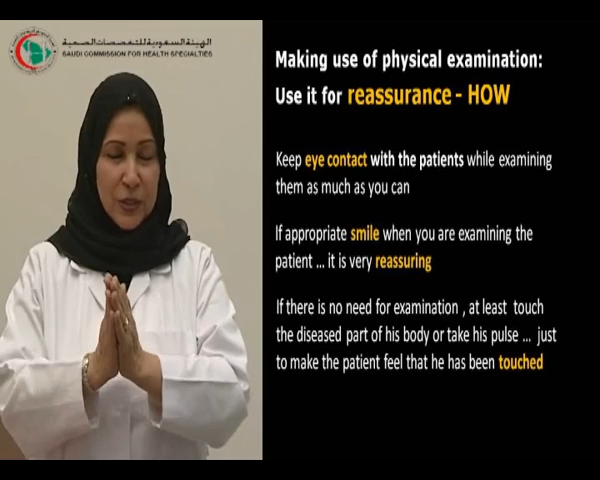 الهيئة السعودية للتخصصات الصحية
SAUDI COMMISSION FOR HEALTH SPECIALTIES
Making use of physical examination:
Use it for reassurance - HOW
Keep eye contact with the patients while examining
them as much as you can
If appropriate smile when you are examining the
patient ... it is very reassuring
If there is no need for examination , at least touch
the diseased part of his body or take his pulse ... just
to make the patient feel that he has been touched